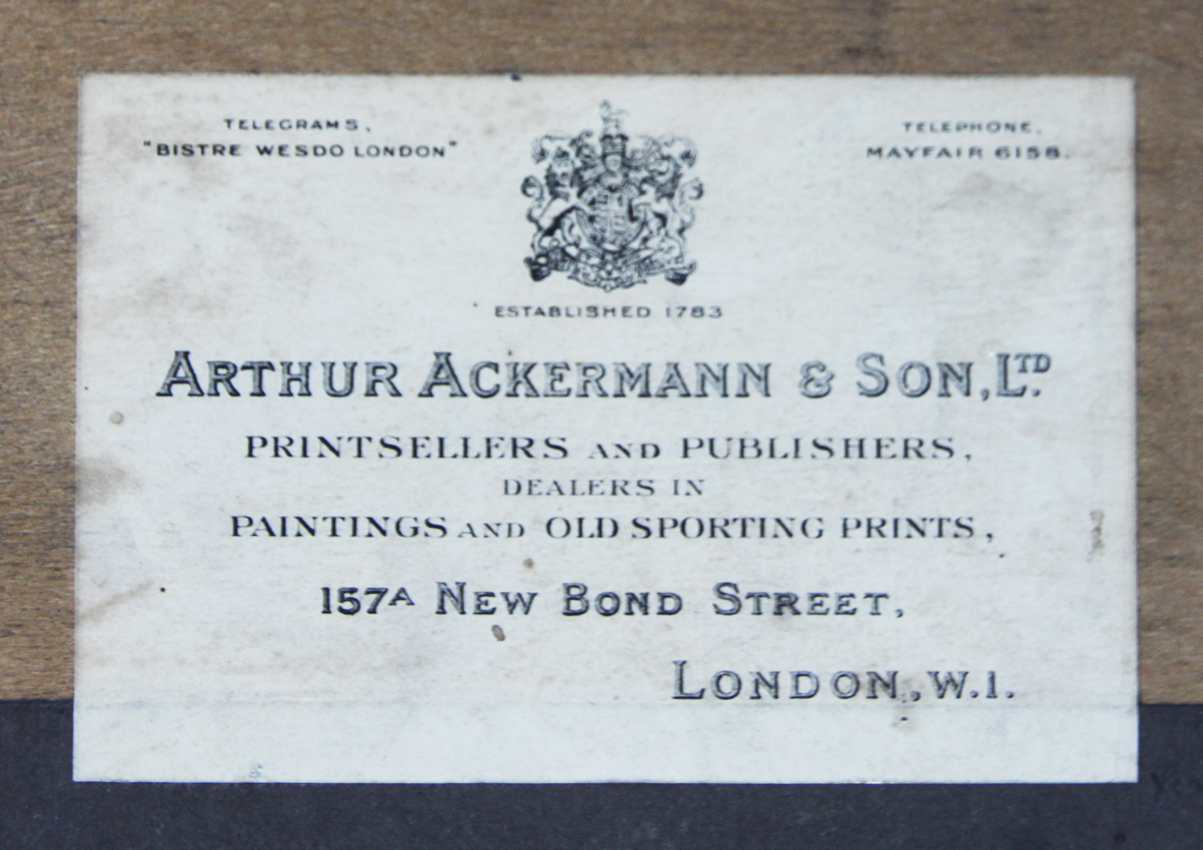 TELEGRAMS,
"BISTRE WESDO LONDON"
TELEPHONE,
MAYFAIR 6158.
ESTABLISHED 1783
ARTHUR ACKERMANN & SON, LTD.
PRINTSELLERS AND PUBLISHERS,
DEALERS IN
PAINTINGS AND OLD SPORTING PRINTS,
157A NEW BOND STREET,
LONDON, W.1.